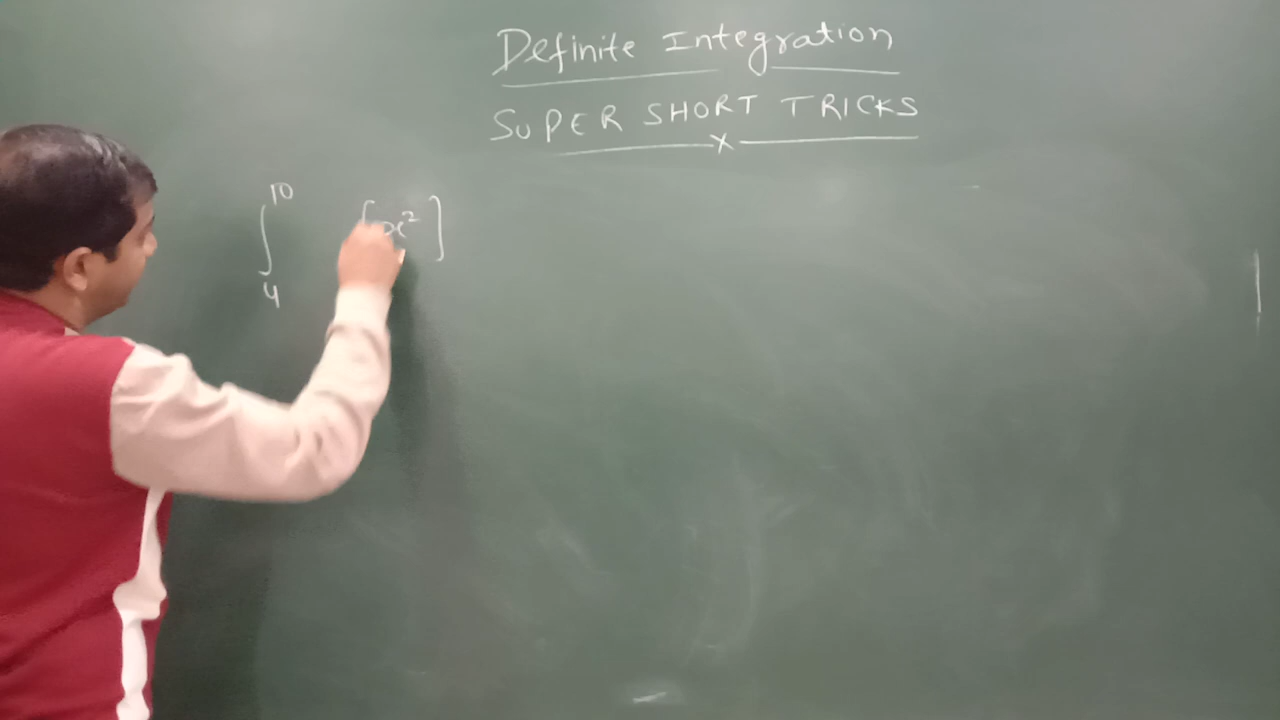 Definite Integration
SUPER SHORT TRICKS
x
10
∫ [x²]
4